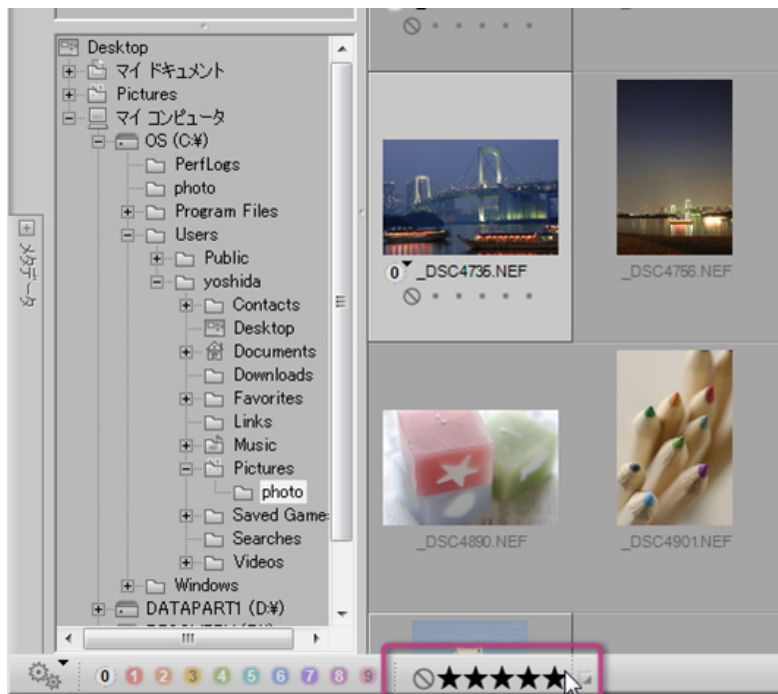 Desktop
マイ ドキュメント
Pictures
マイ コンピュータ
OS (C:¥)
PerfLogs
photo
Program Files
Users
Public
yoshida
Contacts
Desktop
Documents
Downloads
Favorites
Links
Music
Pictures
photo
Saved Game
Searches
Videos
Windows
DATAPART1 (D:¥)
メタデータ
0 _DSC4736.NEF
_DSC4756.NEF
_DSC4890.NEF
_DSC4901.NEF
0 1 2 3 4 5 6 7 8 9